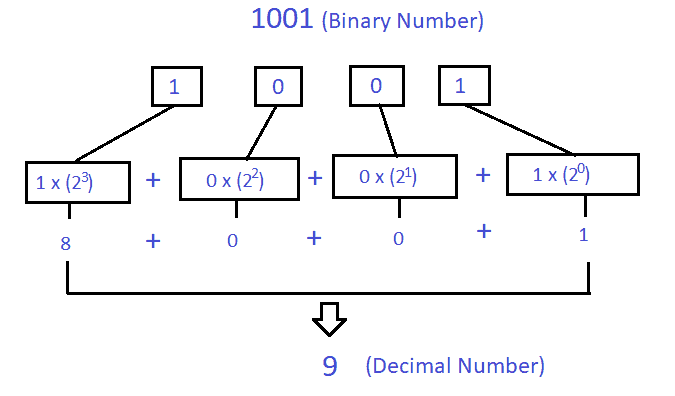 1001 (Binary Number)
1 0 0 1
1 x (2³) + 0 x (2²) + 0 x (2¹) + 1 x (2⁰)
8 + 0 + 0 + 1
9 (Decimal Number)